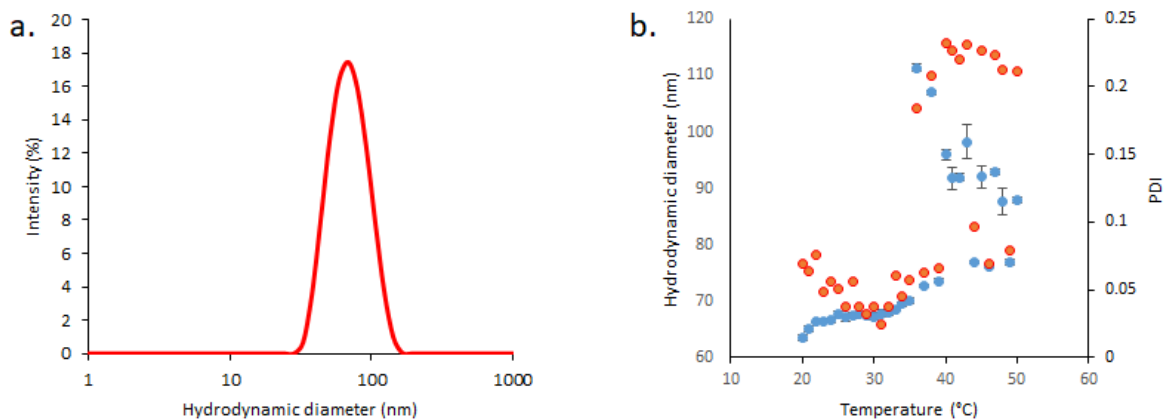 a.
20
18
16
14
12
10
8
6
4
2
0
Intensity (%)
1 10 100 1000
Hydrodynamic diameter (nm)
b.
120
110
100
90
80
70
60
Hydrodynamic diameter (nm)
0.25
0.2
0.15
0.1
0.05
0
PDI
10 20 30 40 50 60
Temperature (°C)